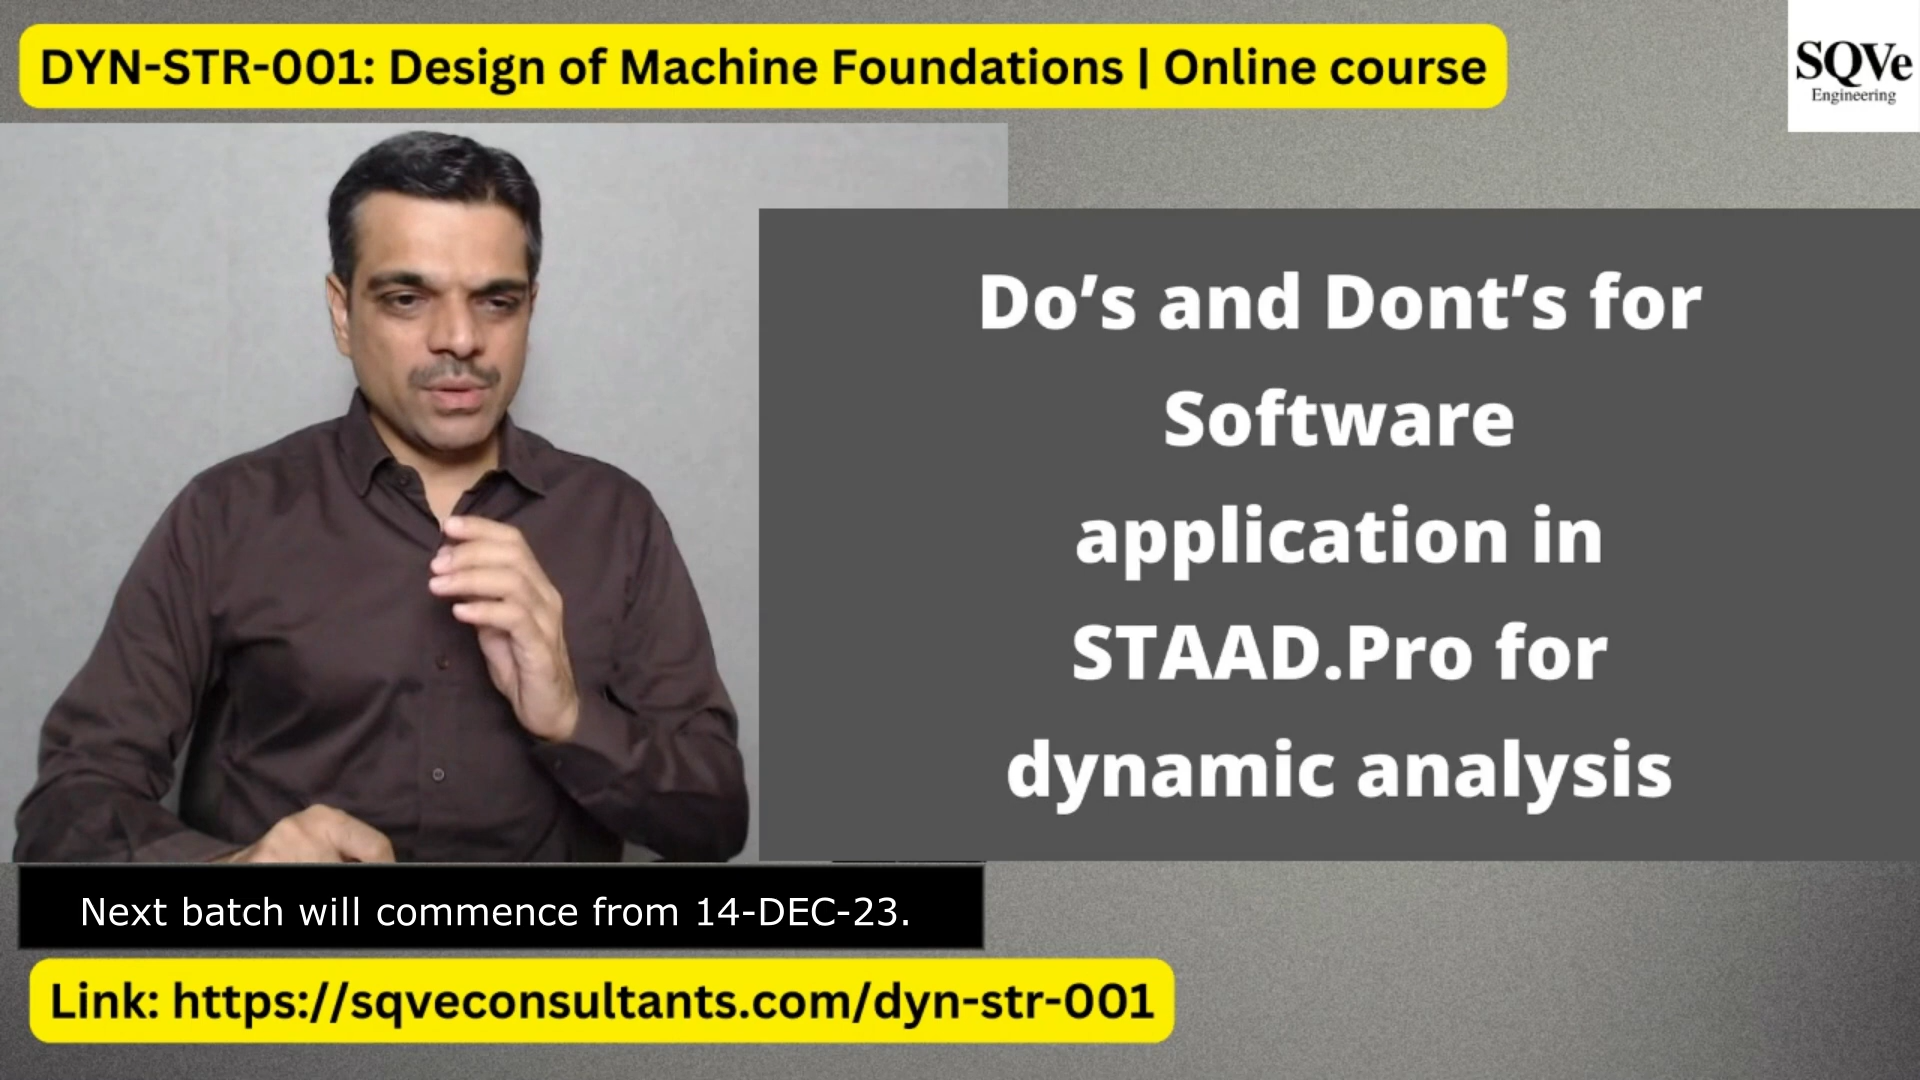 DYN-STR-001: Design of Machine Foundations | Online course
SQVe
Engineering
Do’s and Dont’s for
Software
application in
STAAD.Pro for
dynamic analysis
Next batch will commence from 14-DEC-23.
Link: https://sqveconsultants.com/dyn-str-001